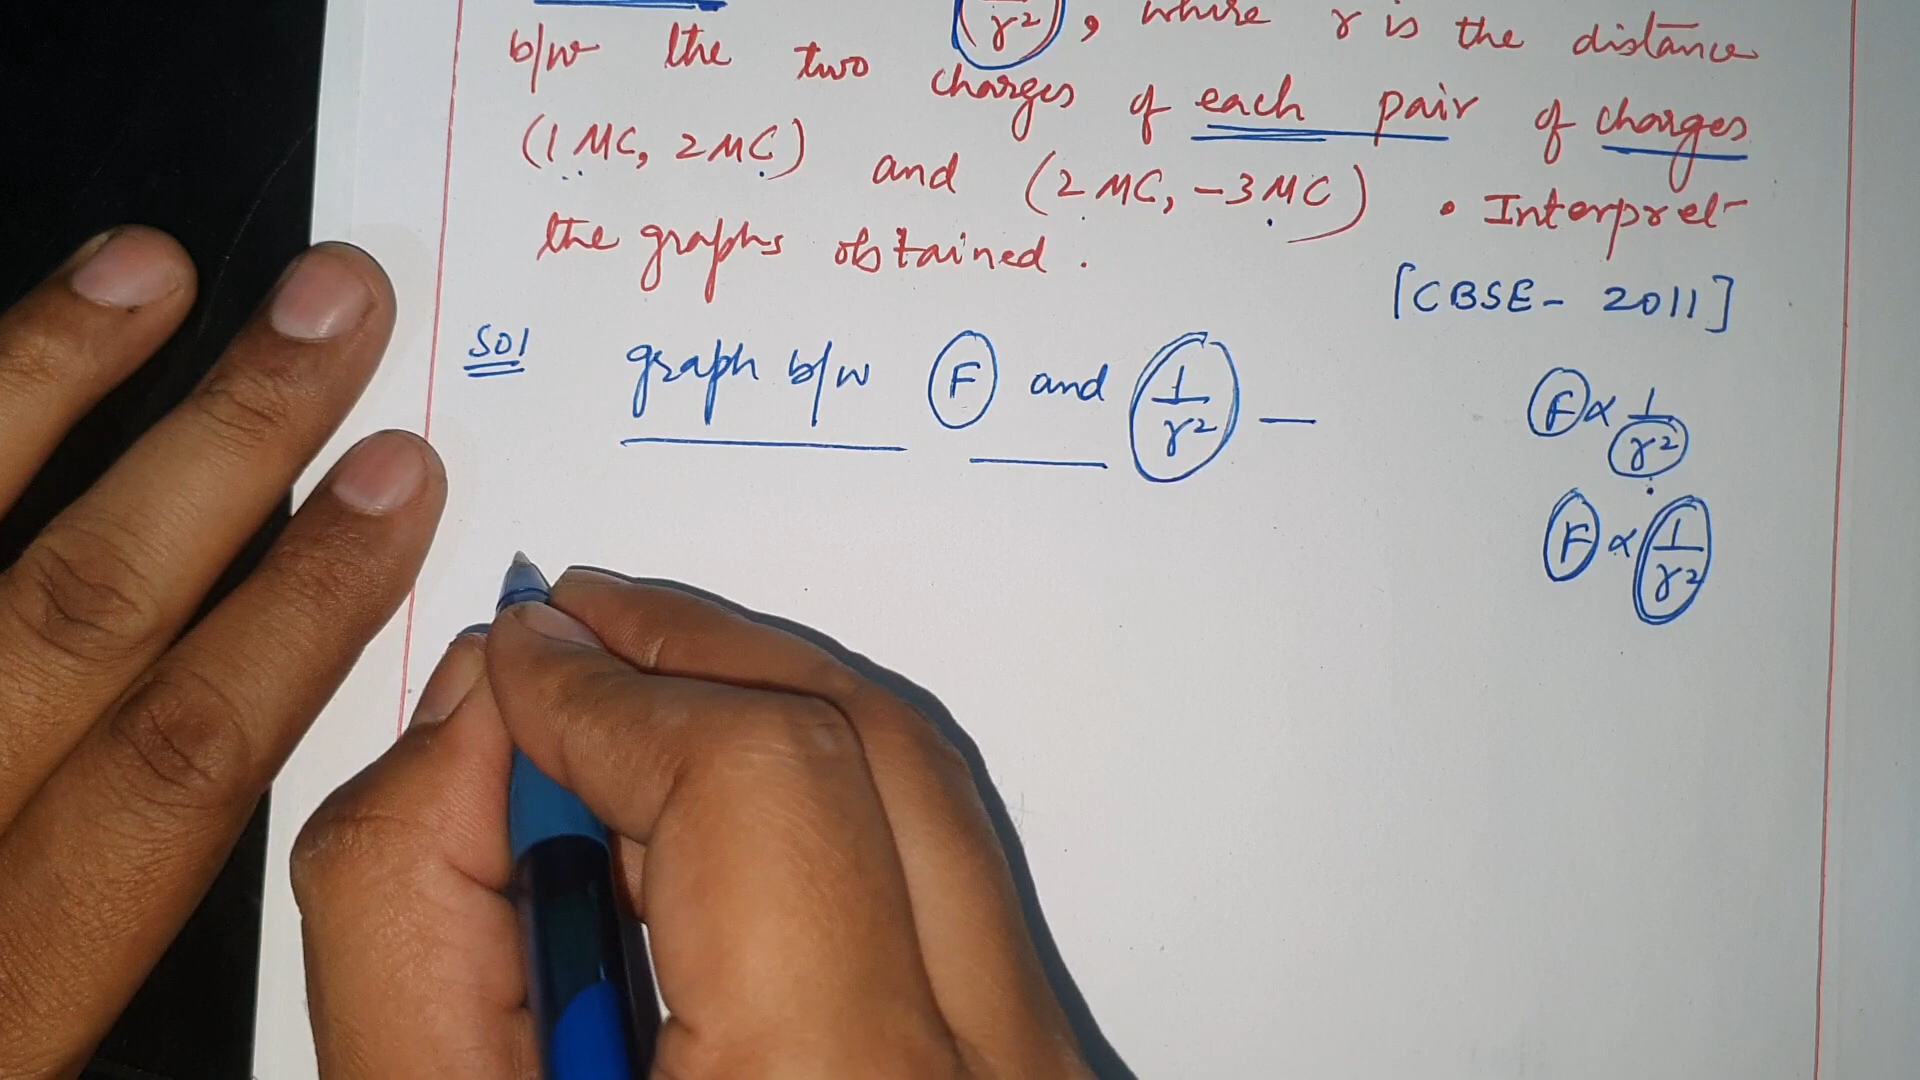 (1/r²), where r is the distance
b/w the two charges of each pair of charges
(1 μC, 2 μC) and (2 μC, -3 μC) . Interpret
the graphs obtained.
[CBSE - 2011]
Sol graph b/w F and 1/r² —
F ∝ 1/r²
F ∝ 1/r²